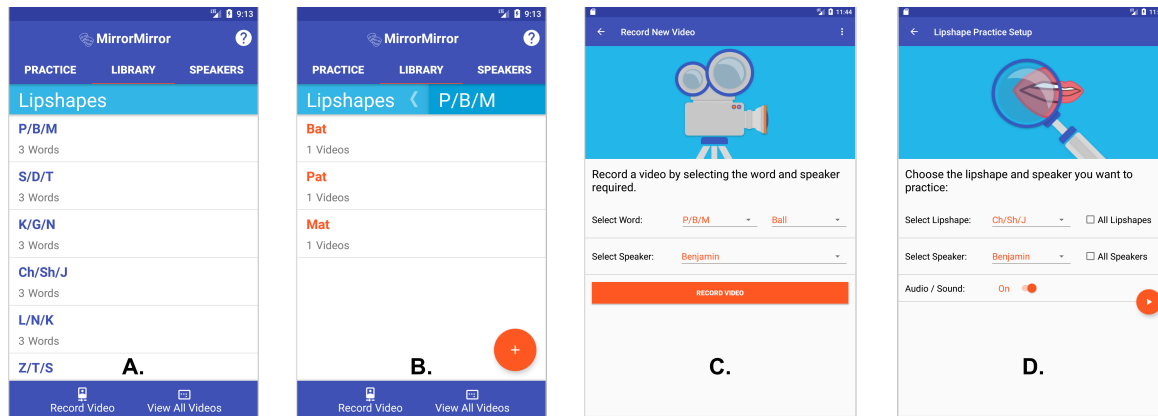 9:13
MirrorMirror
?
PRACTICE LIBRARY SPEAKERS
Lipshapes
P/B/M
3 Words
S/D/T
3 Words
K/G/N
3 Words
Ch/Sh/J
3 Words
L/N/K
3 Words
Z/T/S
A.
Record Video View All Videos
9:13
MirrorMirror
?
PRACTICE LIBRARY SPEAKERS
Lipshapes P/B/M
Bat
1 Videos
Pat
1 Videos
Mat
1 Videos
+
B.
Record Video View All Videos
11:44
Record New Video
Record a video by selecting the word and speaker
required.
Select Word: P/B/M Ball
Select Speaker: Benjamin
RECORD VIDEO
C.
Lipshape Practice Setup
Choose the lipshape and speaker you want to
practice:
Select Lipshape: Ch/Sh/J All Lipshapes
Select Speaker: Benjamin All Speakers
Audio / Sound: On
D.